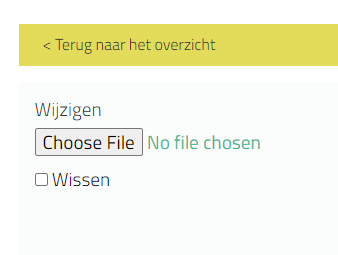 < Terug naar het overzicht
Wijzigen
Choose File No file chosen
Wissen